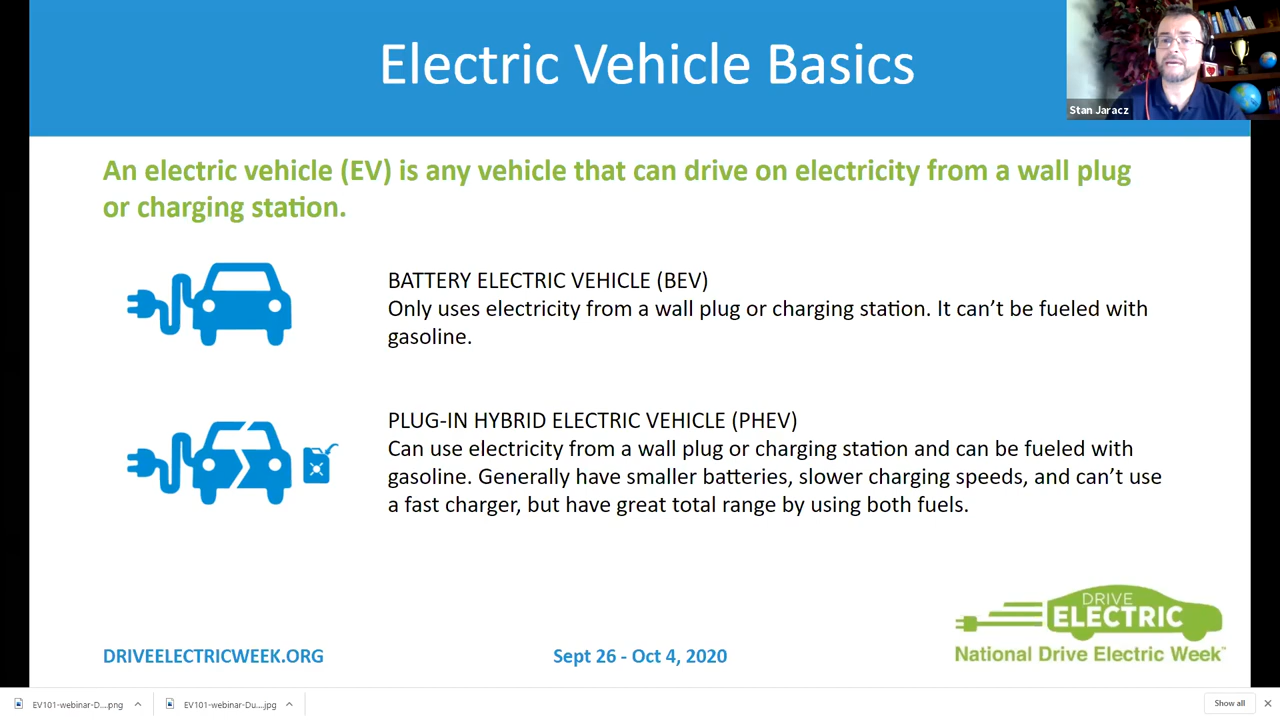 Electric Vehicle Basics
Stan Jaracz
An electric vehicle (EV) is any vehicle that can drive on electricity from a wall plug
or charging station.
BATTERY ELECTRIC VEHICLE (BEV)
Only uses electricity from a wall plug or charging station. It can’t be fueled with
gasoline.
PLUG-IN HYBRID ELECTRIC VEHICLE (PHEV)
Can use electricity from a wall plug or charging station and can be fueled with
gasoline. Generally have smaller batteries, slower charging speeds, and can’t use
a fast charger, but have great total range by using both fuels.
DRIVE
ELECTRIC
National Drive Electric Week™
DRIVEELECTRICWEEK.ORG
Sept 26 - Oct 4, 2020
EV101-webinar-D....png
EV101-webinar-Du....jpg
Show all